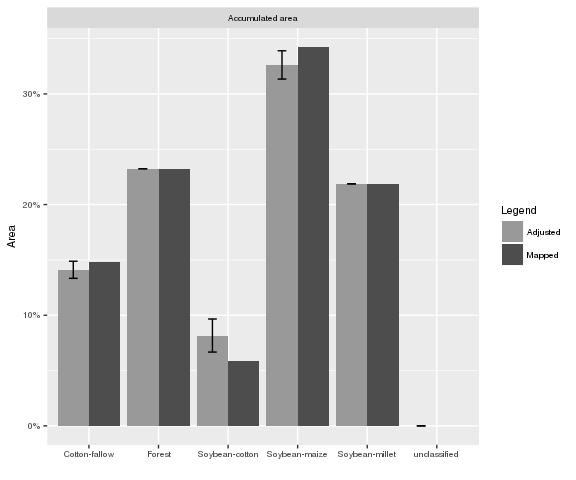 Accumulated area
Area
30%
20%
10%
0%
Cotton-fallow Forest Soybean-cotton Soybean-maize Soybean-millet unclassified
Legend
Adjusted
Mapped